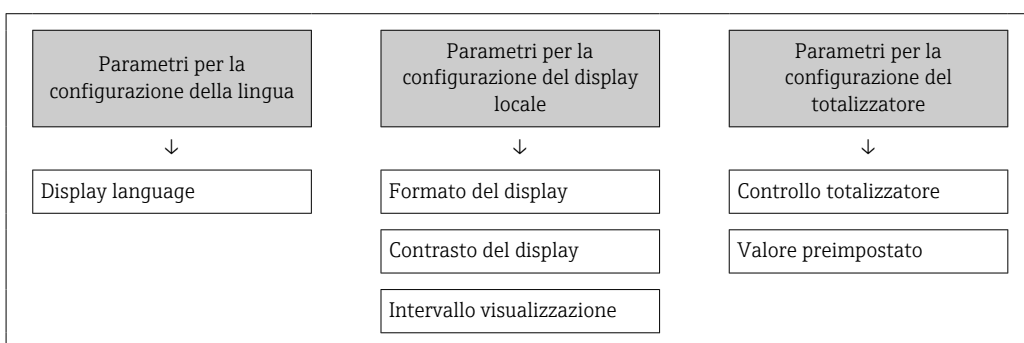 Parametri per la
configurazione della lingua
Display language
Parametri per la
configurazione del display
locale
Formato del display
Contrasto del display
Intervallo visualizzazione
Parametri per la
configurazione del
totalizzatore
Controllo totalizzatore
Valore preimpostato